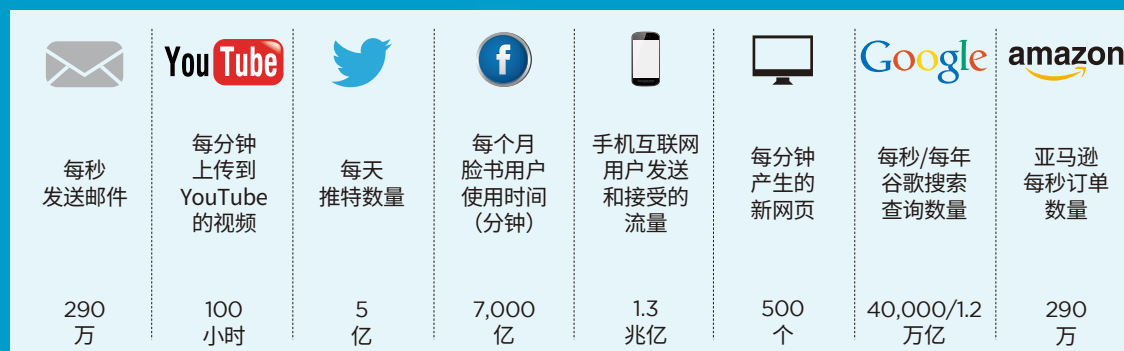 YouTube
f
Google
amazon
每秒
发送邮件
每分钟
上传到
YouTube
的视频
每天
推特数量
每个月
脸书用户
使用时间
（分钟）
手机互联网
用户发送
和接受的
流量
每分钟
产生的
新网页
每秒/每年
谷歌搜索
查询数量
亚马逊
每秒订单
数量
290
万
100
小时
5
亿
7,000
亿
1.3
兆亿
500
个
40,000/1.2
万亿
290
万